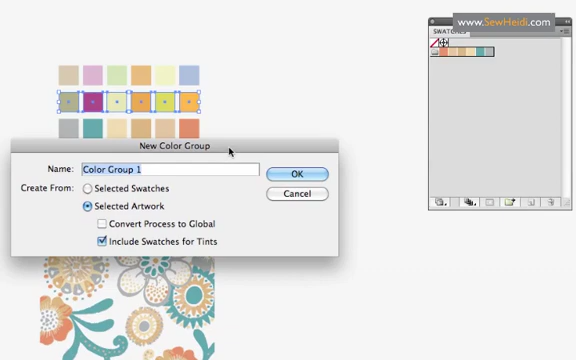 www.SewHeidi.com
SWATCHES
New Color Group
Name: Color Group 1
OK
Create From: Selected Swatches
Cancel
Selected Artwork
Convert Process to Global
Include Swatches for Tints